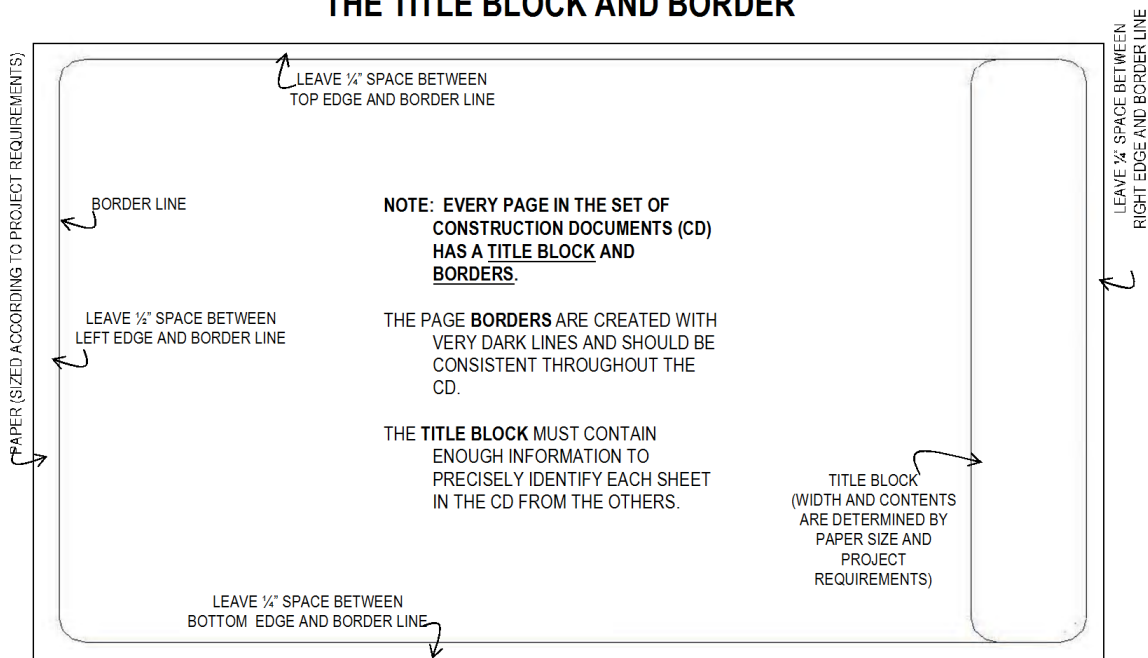 THE TITLE BLOCK AND BORDER
LEAVE ¼" SPACE BETWEEN
TOP EDGE AND BORDER LINE
LEAVE ¼" SPACE BETWEEN
RIGHT EDGE AND BORDER LINE
PAPER (SIZED ACCORDING TO PROJECT REQUIREMENTS)
BORDER LINE
NOTE: EVERY PAGE IN THE SET OF
CONSTRUCTION DOCUMENTS (CD)
HAS A TITLE BLOCK AND
BORDERS.
LEAVE ½" SPACE BETWEEN
LEFT EDGE AND BORDER LINE
THE PAGE BORDERS ARE CREATED WITH
VERY DARK LINES AND SHOULD BE
CONSISTENT THROUGHOUT THE
CD.
THE TITLE BLOCK MUST CONTAIN
ENOUGH INFORMATION TO
PRECISELY IDENTIFY EACH SHEET
IN THE CD FROM THE OTHERS.
TITLE BLOCK
(WIDTH AND CONTENTS
ARE DETERMINED BY
PAPER SIZE AND
PROJECT
REQUIREMENTS)
LEAVE ¼" SPACE BETWEEN
BOTTOM EDGE AND BORDER LINE